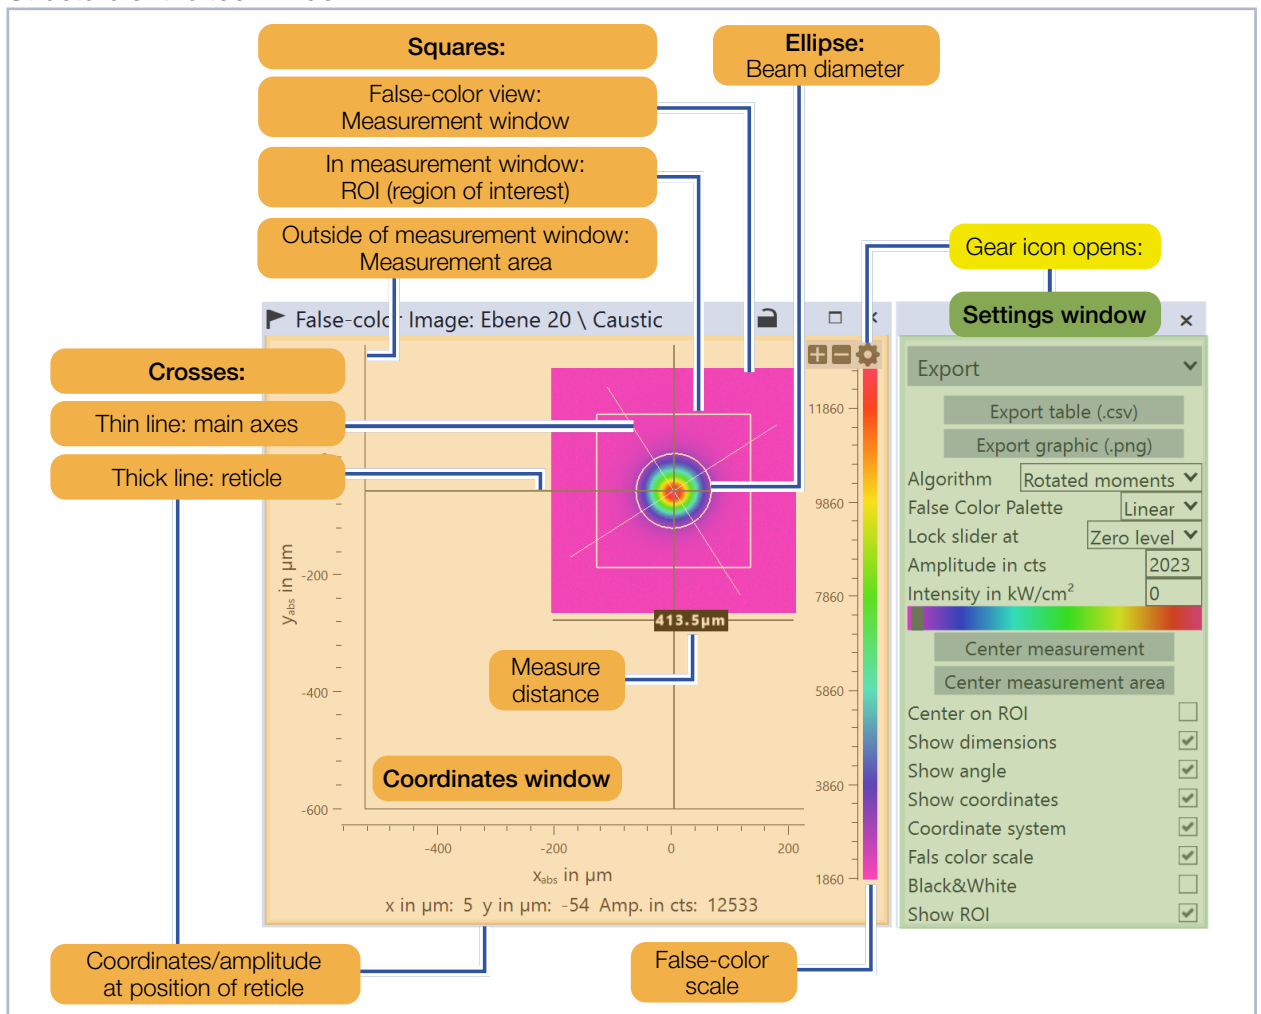 Squares:
Ellipse:
Beam diameter
False-color view:
Measurement window
In measurement window:
ROI (region of interest)
Outside of measurement window:
Measurement area
Gear icon opens:
Settings window
False-color Image: Ebene 20 \ Caustic
Crosses:
Thin line: main axes
Thick line: reticle
Export
Export table (.csv)
Export graphic (.png)
Algorithm Rotated moments
False Color Palette Linear
Lock slider at Zero level
Amplitude in cts 2023
Intensity in kW/cm² 0
Center measurement
Center measurement area
Center on ROI
Show dimensions
Show angle
Show coordinates
Coordinate system
Fals color scale
Black&White
Show ROI
11860
9860
7860
5860
3860
1860
yabs in µm
-200
-400
-600
413.5µm
Measure
distance
Coordinates window
-400 -200 0 200
xabs in µm
x in µm: 5 y in µm: -54 Amp. in cts: 12533
Coordinates/amplitude
at position of reticle
False-color
scale